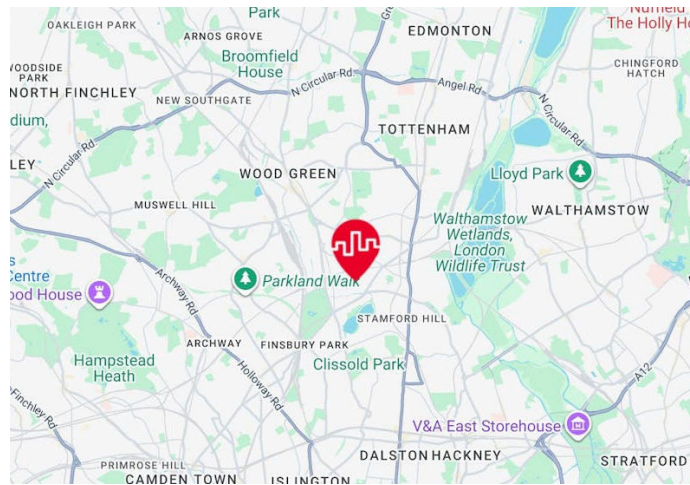 Nuffield
The Holly Ho
OAKLEIGH PARK
Park
EDMONTON
ARNOS GROVE
Broomfield
House
CHINGFORD
HATCH
WOODSIDE
PARK
NORTH FINCHLEY
NEW SOUTHGATE
N Circular Rd
Angel Rd
N Circular Rd
dium,
TOTTENHAM
LEY
N Circular Rd
WOOD GREEN
Lloyd Park
MUSWELL HILL
WALTHAMSTOW
Walthamstow
Wetlands,
London
Wildlife Trust
s
Centre
ood House
Archway Rd
Parkland Walk
STAMFORD HILL
ARCHWAY
FINSBURY PARK
Hampstead
Heath
Clissold Park
Holloway Rd
A12
Finchley Rd
V&A East Storehouse
DALSTON
HACKNEY
STRATFORD
PRIMROSE HILL
CAMDEN TOWN
ISLINGTON